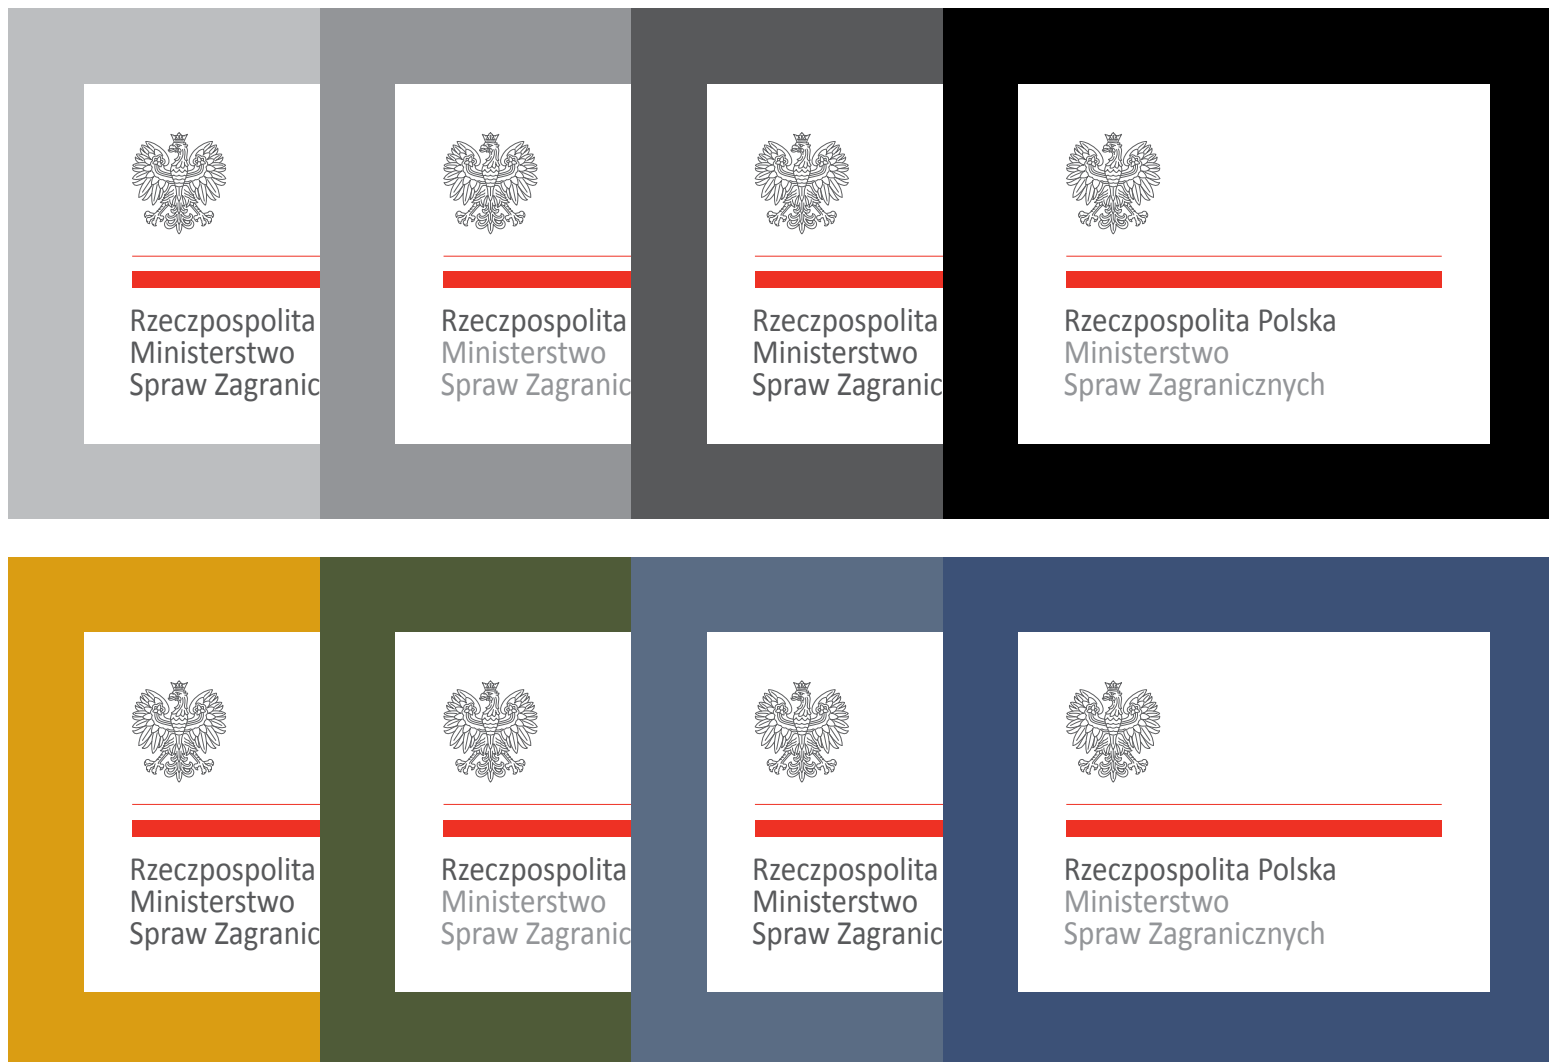 Rzeczpospolita
Ministerstwo
Spraw Zagranic
Rzeczpospolita
Ministerstwo
Spraw Zagranic
Rzeczpospolita
Ministerstwo
Spraw Zagranic
Rzeczpospolita Polska
Ministerstwo
Spraw Zagranicznych
Rzeczpospolita
Ministerstwo
Spraw Zagranic
Rzeczpospolita
Ministerstwo
Spraw Zagranic
Rzeczpospolita
Ministerstwo
Spraw Zagranic
Rzeczpospolita Polska
Ministerstwo
Spraw Zagranicznych